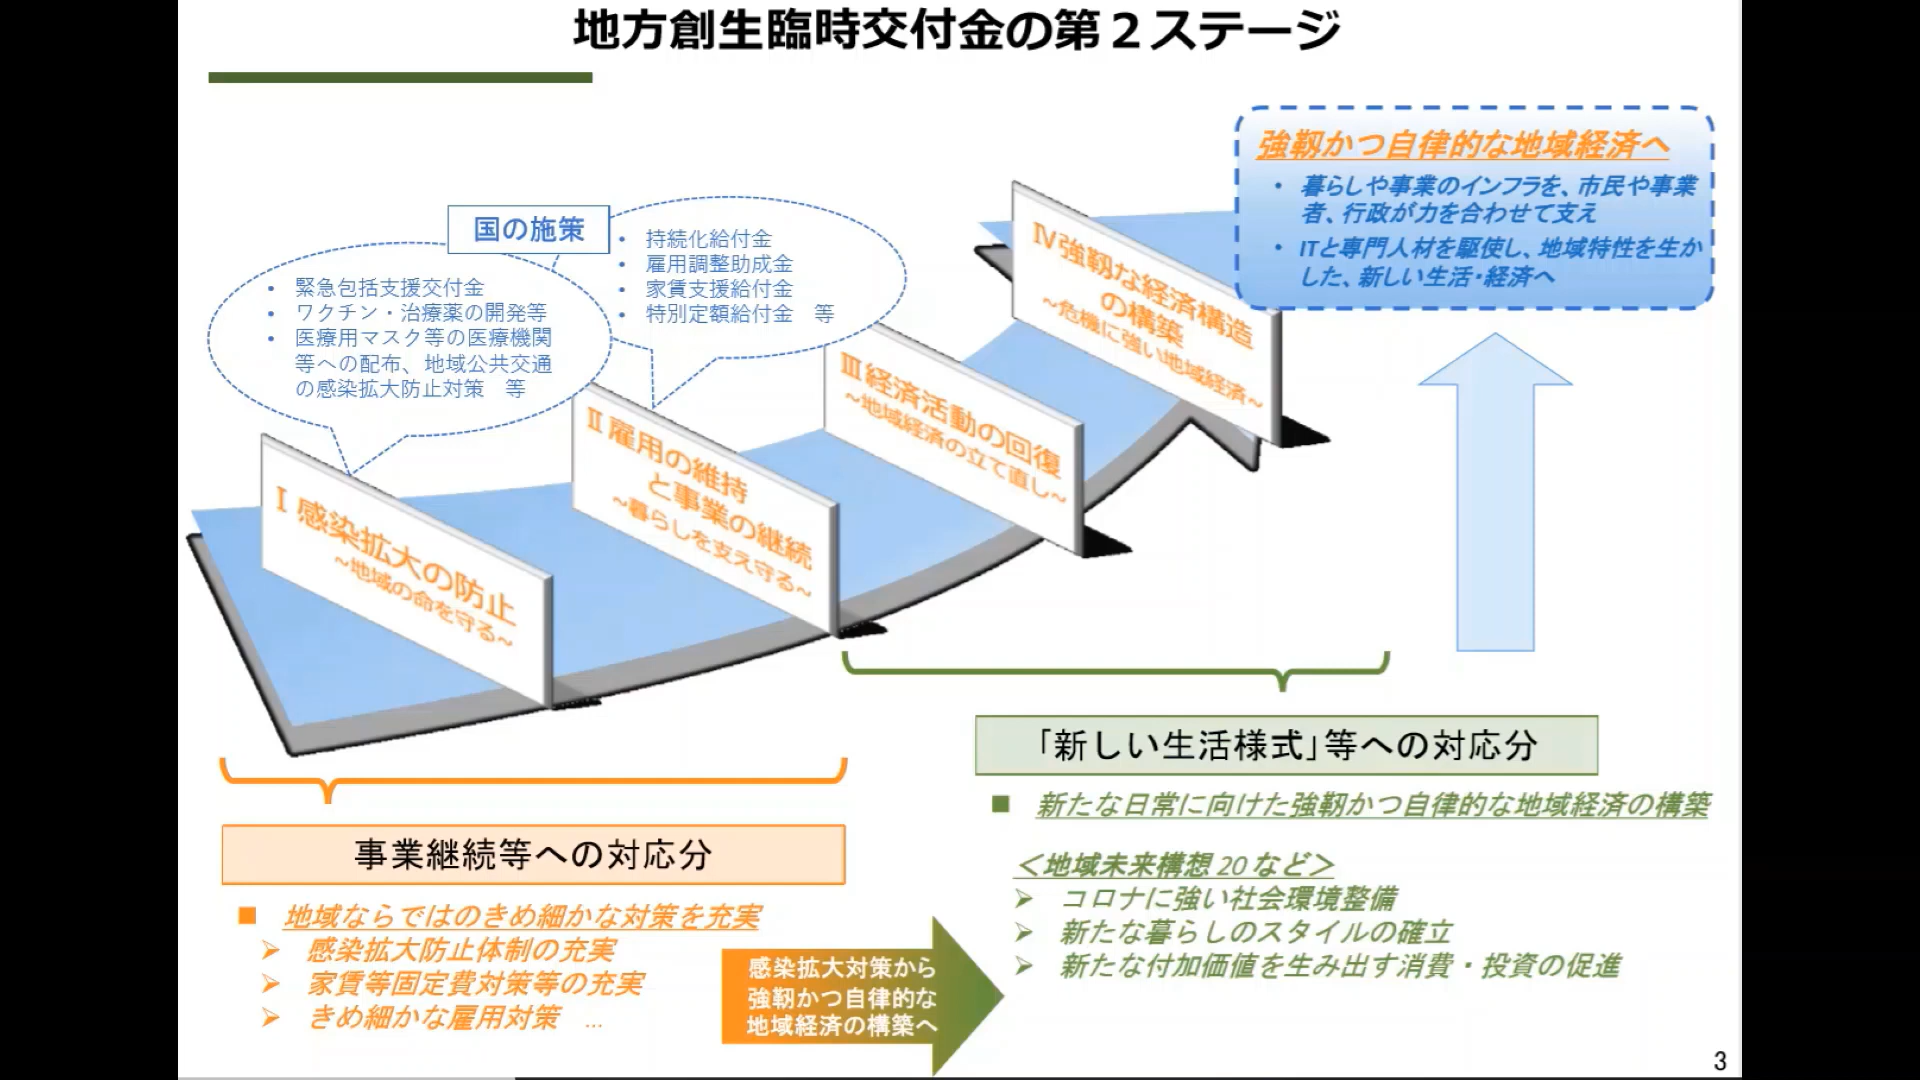 地方創生臨時交付金の第２ステージ
強靱かつ自律的な地域経済へ
• 暮らしや事業のインフラを、市民や事業
者、行政が力を合わせて支え
• ITと専門人材を駆使し、地域特性を生か
した、新しい生活・経済へ
国の施策
• 緊急包括支援交付金
• ワクチン・治療薬の開発等
• 医療用マスク等の医療機関
等への配布、地域公共交通
の感染拡大防止対策　等
• 持続化給付金
• 雇用調整助成金
• 家賃支援給付金
• 特別定額給付金　等
Ⅰ 感染拡大の防止
~地域の命を守る~
Ⅱ 雇用の維持
と事業の継続
~暮らしを支え守る~
Ⅲ 経済活動の回復
~地域経済の立て直し~
Ⅳ 強靱な経済構造
の構築
~危機に強い地域経済~
事業継続等への対応分
■ 地域ならではのきめ細かな対策を充実
➢ 感染拡大防止体制の充実
➢ 家賃等固定費対策等の充実
➢ きめ細かな雇用対策　…
感染拡大対策から
強靱かつ自律的な
地域経済の構築へ
「新しい生活様式」等への対応分
■ 新たな日常に向けた強靱かつ自律的な地域経済の構築
＜地域未来構想 20 など＞
➢ コロナに強い社会環境整備
➢ 新たな暮らしのスタイルの確立
➢ 新たな付加価値を生み出す消費・投資の促進
3